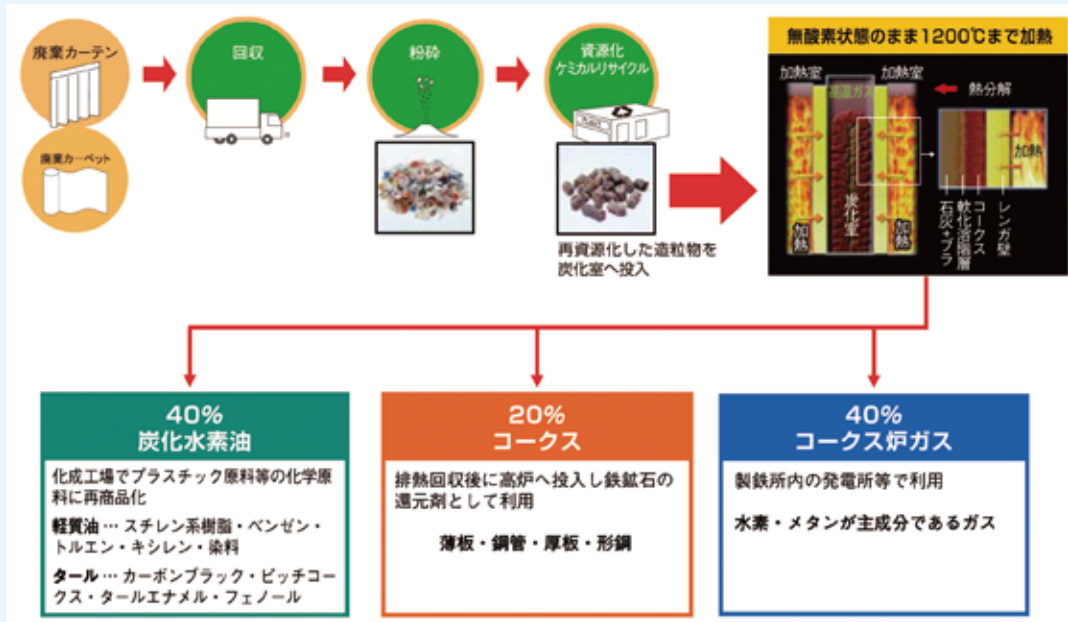 廃棄カーテン
廃棄カーペット
回収
粉砕
資源化
ケミカルリサイクル
再資源化した造粒物を
炭化室へ投入
無酸素状態のまま1200℃まで加熱
加熱室
加熱室
高温ガス
熱分解
炭化室
加熱
加熱
加熱
石炭+プラ
軟化溶融層
コークス
レンガ壁
40%
炭化水素油
化成工場でプラスチック原料等の化学原
料に再商品化
軽質油 … スチレン系樹脂・ベンゼン・
トルエン・キシレン・染料
タール … カーボンブラック・ピッチコー
クス・タールエナメル・フェノール
20%
コークス
排熱回収後に高炉へ投入し鉄鉱石の
還元剤として利用
薄板・鋼管・厚板・形鋼
40%
コークス炉ガス
製鉄所内の発電所等で利用
水素・メタンが主成分であるガス